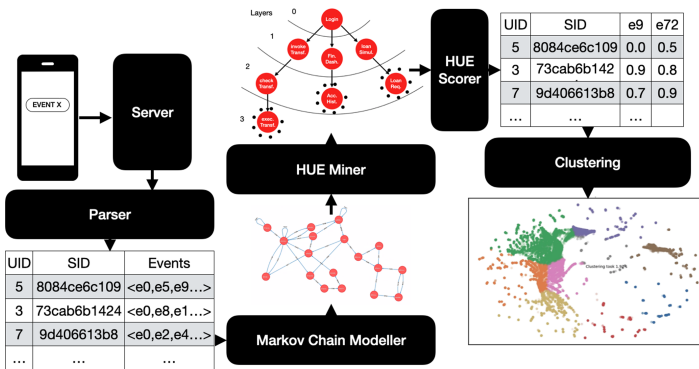 EVENT X
Server
Parser
UID SID Events
5 8084ce6c109 <e0,e5,e9...>
3 73cab6b1424 <e0,e8,e1...>
7 9d406613b8 <e0,e2,e4...>
... ... ...
Layers
0
1
2
3
Login
invoke
Transf.
Fin.
Dash.
loan
Simul.
check
Transf.
Acc.
Hist.
Loan
Req.
exec.
Transf.
HUE Miner
Markov Chain Modeller
HUE
Scorer
UID SID e9 e72
5 8084ce6c109 0.0 0.5
3 73cab6b142 0.9 0.8
7 9d406613b8 0.7 0.9
... ...
Clustering
Clustering took